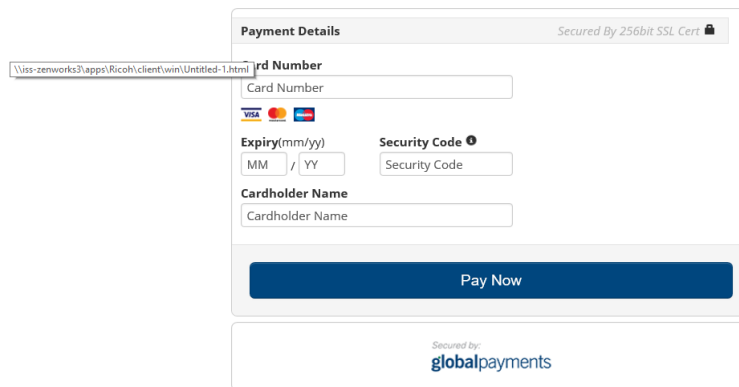 Payment Details Secured By 256bit SSL Cert
\\iss-zenworks3\apps\Ricoh\client\win\Untitled-1.html
rd Number
Card Number
VISA
Expiry(mm/yy) Security Code
MM / YY Security Code
Cardholder Name
Cardholder Name
Pay Now
Secured by:
globalpayments